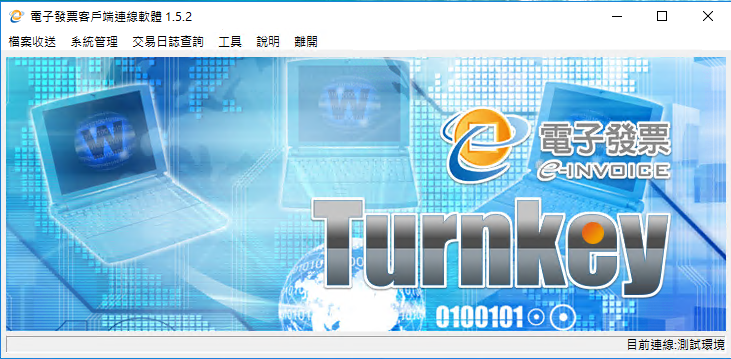 電子發票客戶端連線軟體 1.5.2
檔案收送 系統管理 交易日誌查詢 工具 說明 離開
W
W
W
電子發票
e-INVOICE
Turnkey
0100101
目前連線:測試環境